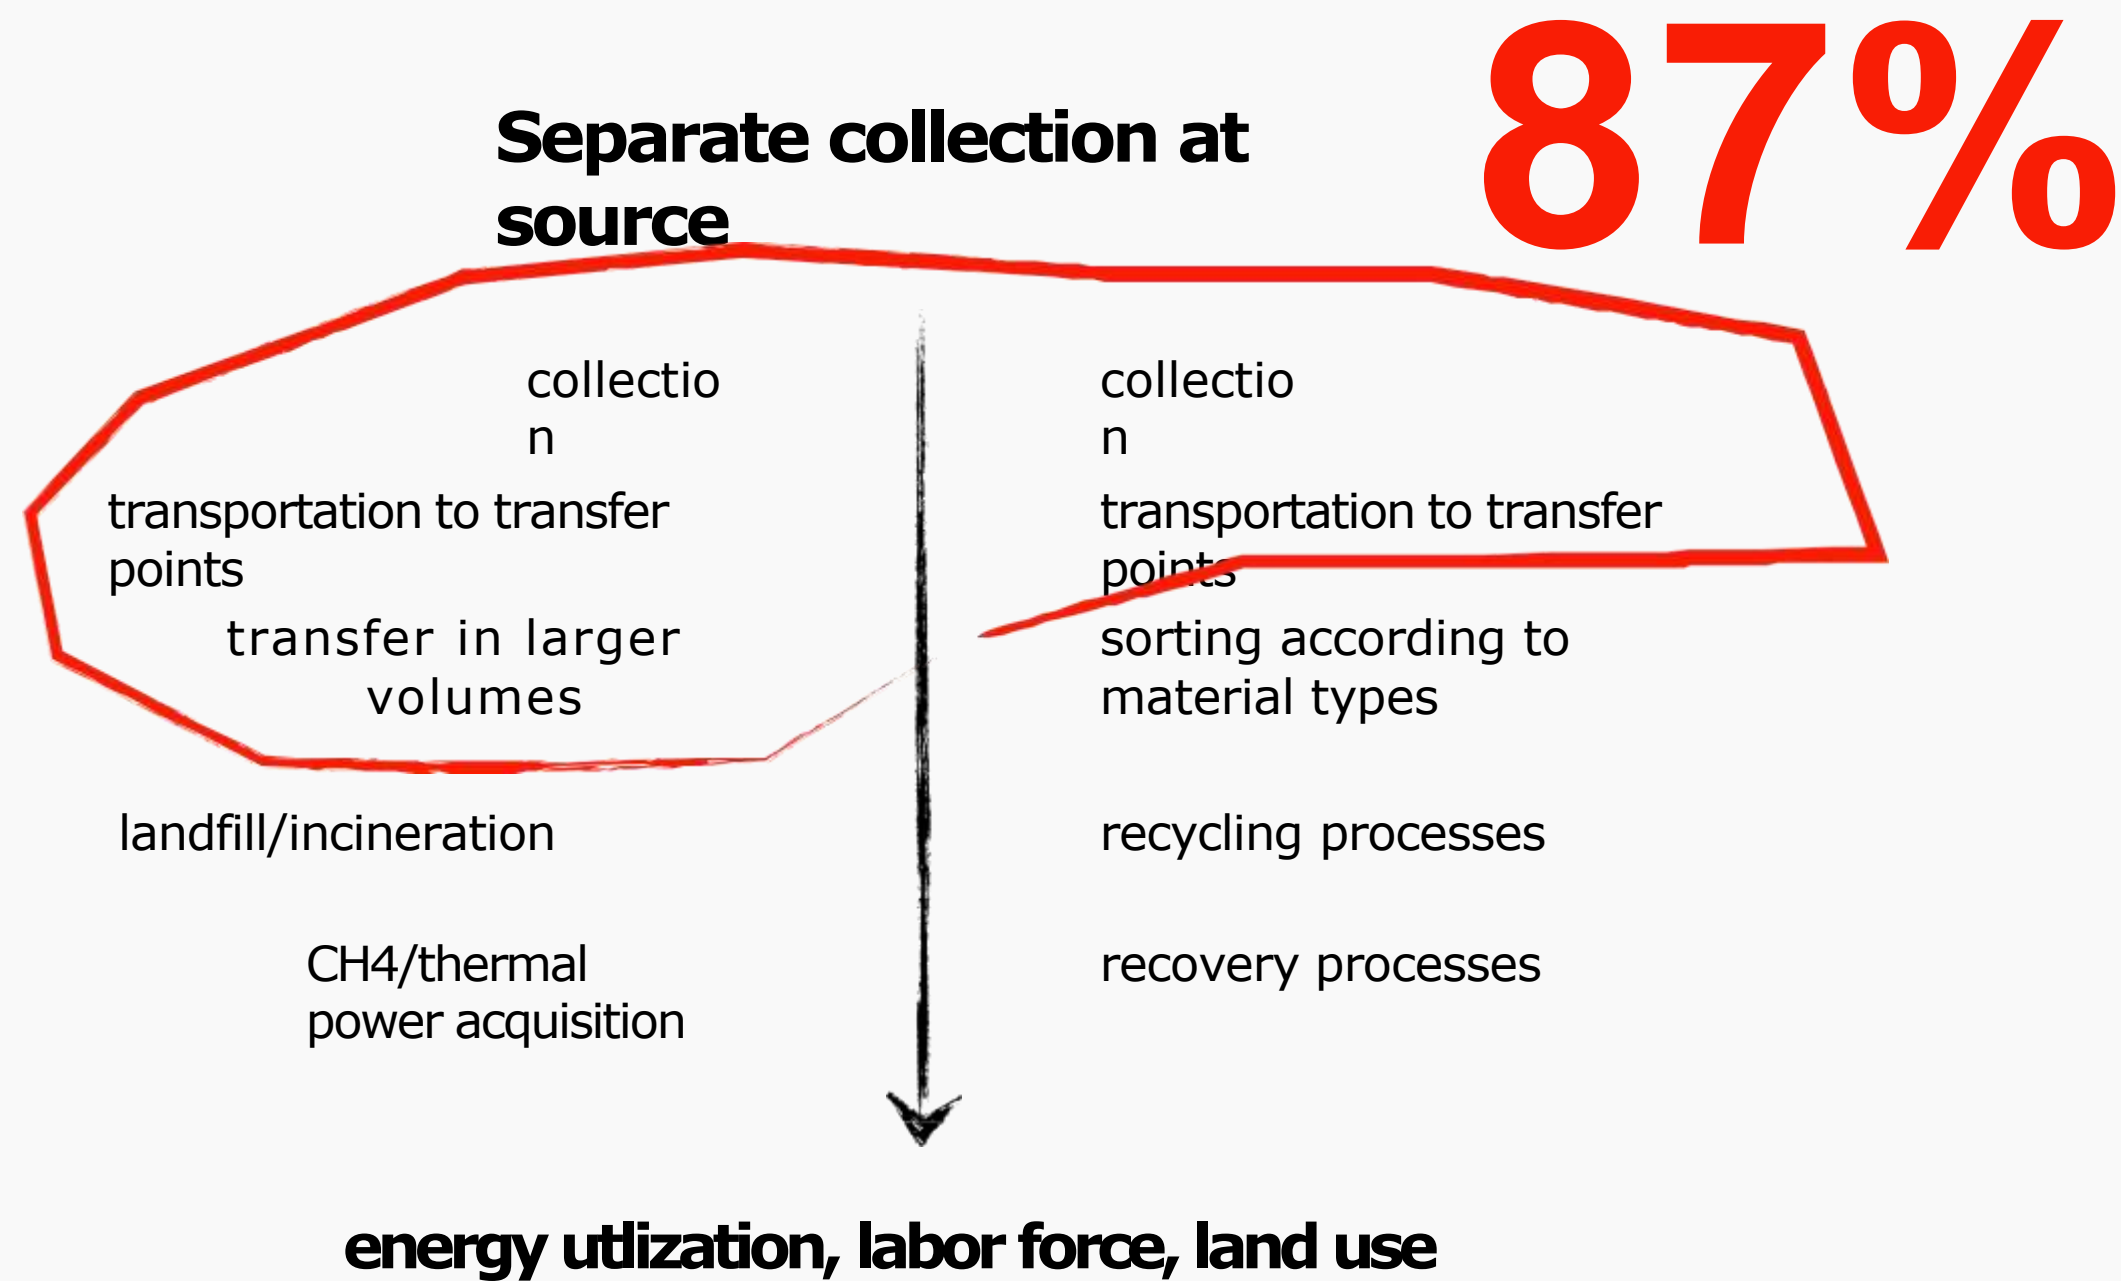 87%
Separate collection at
source
collectio
n
transportation to transfer
points
transfer in larger
volumes
landfill/incineration
CH4/thermal
power acquisition
collectio
n
transportation to transfer
points
sorting according to
material types
recycling processes
recovery processes
energy utlization, labor force, land use